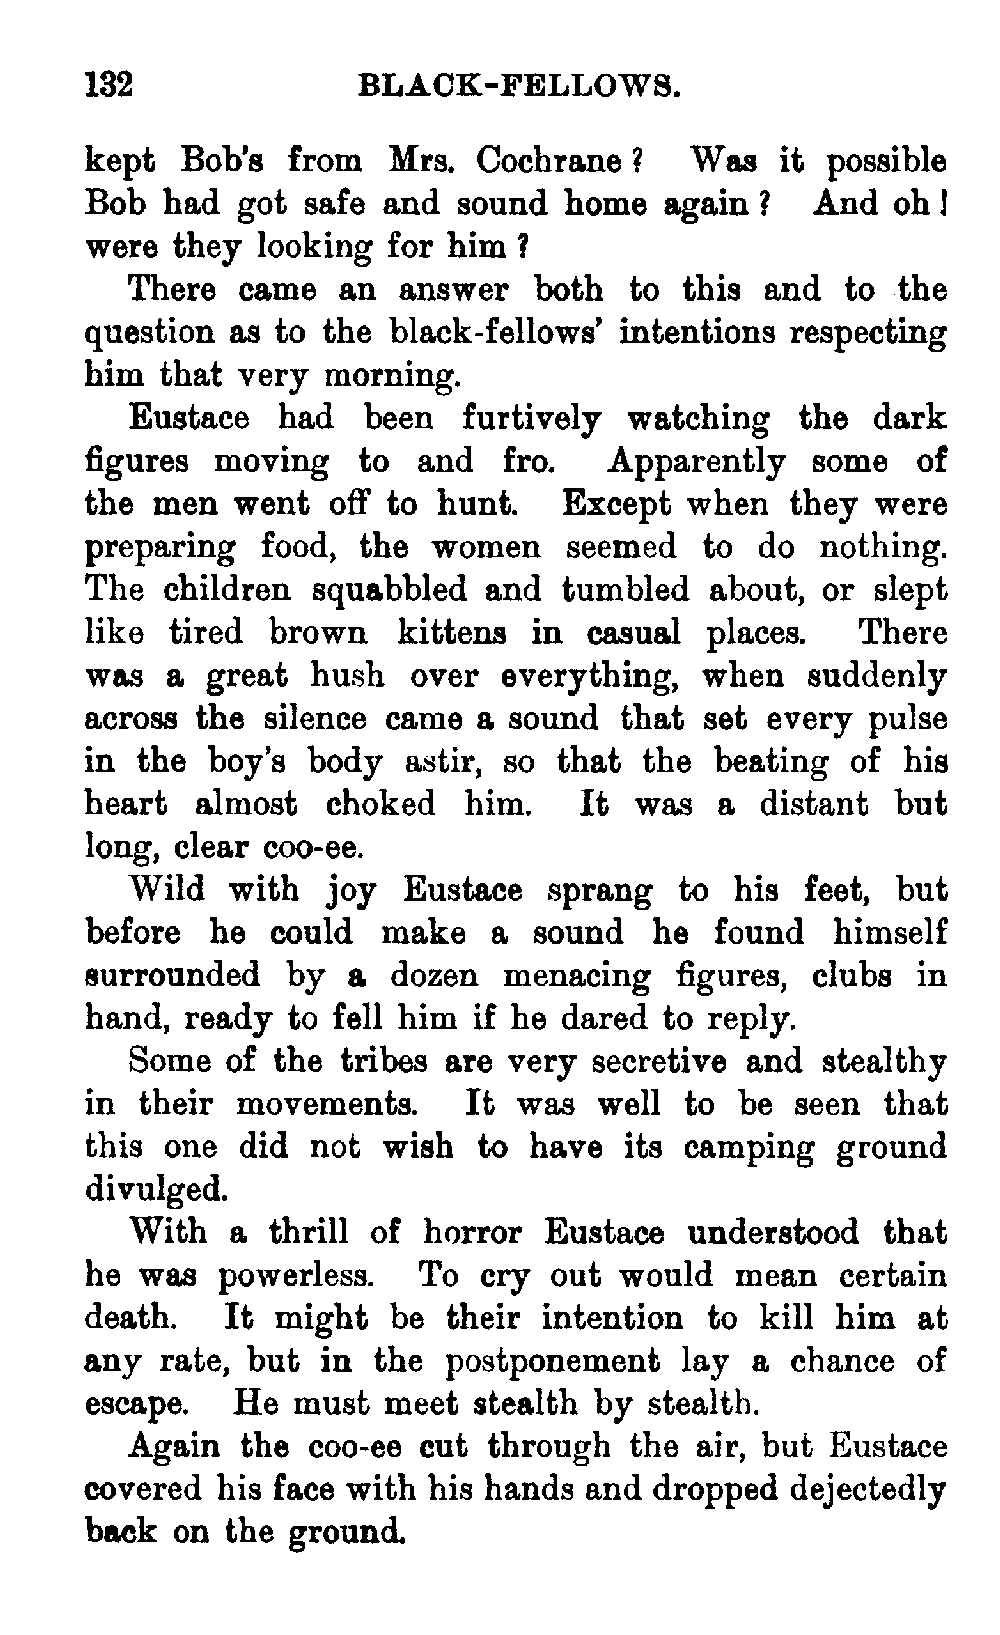 132 BLACK-FELLOWS.
kept Bob's from Mrs. Cochrane? Was it possible
Bob had got safe and sound home again? And oh!
were they looking for him?
There came an answer both to this and to the
question as to the black-fellows' intentions respecting
him that very morning.
Eustace had been furtively watching the dark
figures moving to and fro. Apparently some of
the men went off to hunt. Except when they were
preparing food, the women seemed to do nothing.
The children squabbled and tumbled about, or slept
like tired brown kittens in casual places. There
was a great hush over everything, when suddenly
across the silence came a sound that set every pulse
in the boy's body astir, so that the beating of his
heart almost choked him. It was a distant but
long, clear coo-ee.
Wild with joy Eustace sprang to his feet, but
before he could make a sound he found himself
surrounded by a dozen menacing figures, clubs in
hand, ready to fell him if he dared to reply.
Some of the tribes are very secretive and stealthy
in their movements. It was well to be seen that
this one did not wish to have its camping ground
divulged.
With a thrill of horror Eustace understood that
he was powerless. To cry out would mean certain
death. It might be their intention to kill him at
any rate, but in the postponement lay a chance of
escape. He must meet stealth by stealth.
Again the coo-ee cut through the air, but Eustace
covered his face with his hands and dropped dejectedly
back on the ground.